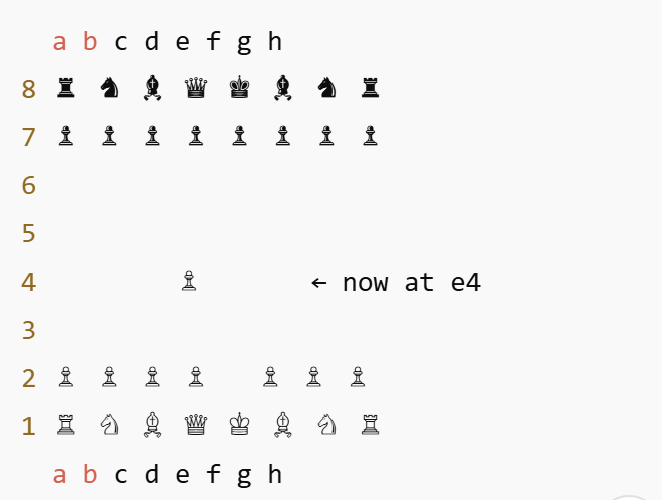 a b c d e f g h
8 ♜ ♞ ♝ ♛ ♚ ♝ ♞ ♜
7 ♟ ♟ ♟ ♟ ♟ ♟ ♟ ♟
6
5
4 ♙ ← now at e4
3
2 ♙ ♙ ♙ ♙ ♙ ♙ ♙
1 ♖ ♘ ♗ ♕ ♔ ♗ ♘ ♖
a b c d e f g h